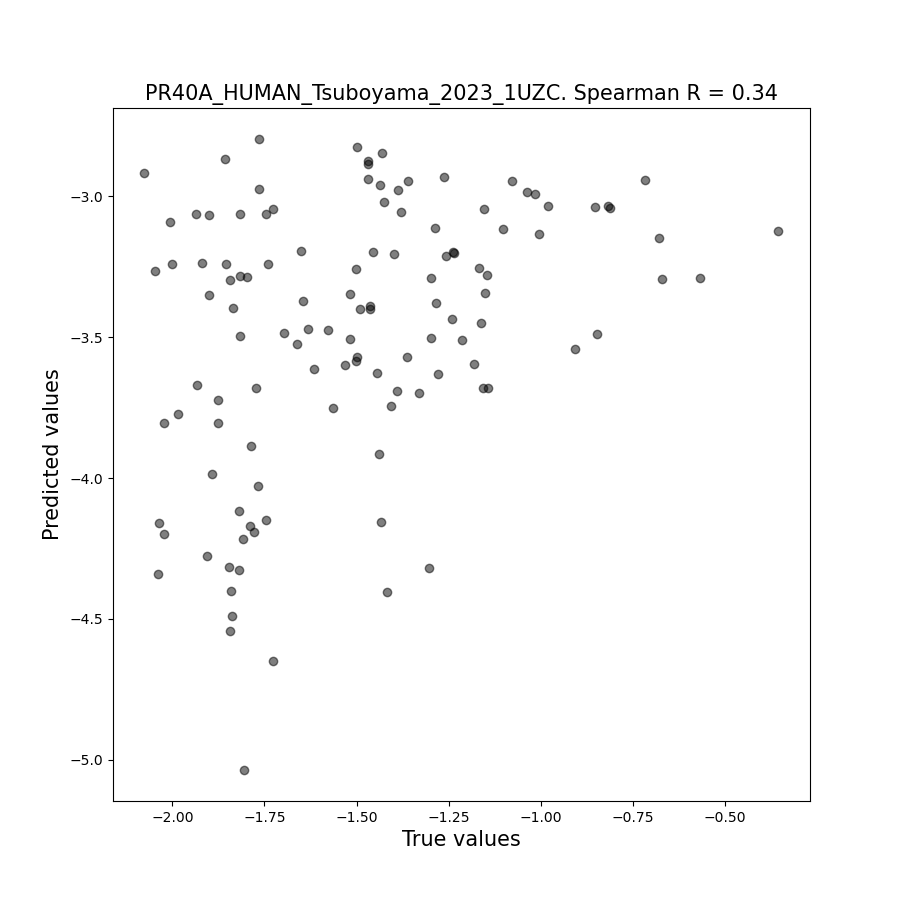 PR40A_HUMAN_Tsuboyama_2023_1UZC. Spearman R = 0.34
Predicted values
−3.0
−3.5
−4.0
−4.5
−5.0
−2.00 −1.75 −1.50 −1.25 −1.00 −0.75 −0.50
True values